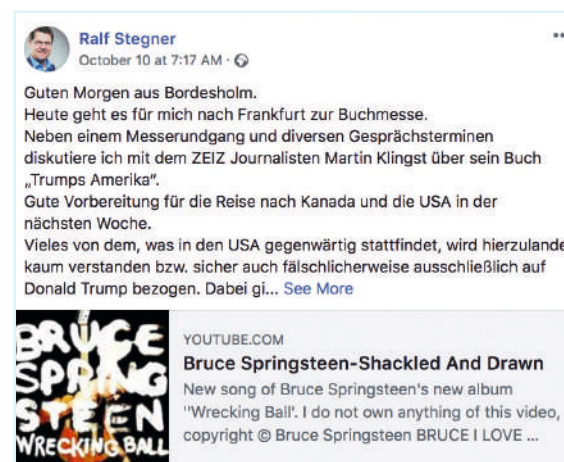 Ralf Stegner
October 10 at 7:17 AM ·
Guten Morgen aus Bordesholm.
Heute geht es für mich nach Frankfurt zur Buchmesse.
Neben einem Messerundgang und diversen Gesprächsterminen
diskutiere ich mit dem ZEIZ Journalisten Martin Klingst über sein Buch
„Trumps Amerika“.
Gute Vorbereitung für die Reise nach Kanada und die USA in der
nächsten Woche.
Vieles von dem, was in den USA gegenwärtig stattfindet, wird hierzulande
kaum verstanden bzw. sicher auch fälschlicherweise ausschließlich auf
Donald Trump bezogen. Dabei gi... See More
BRUCE
SPRING
STEEN
WRECKING BALL
YOUTUBE.COM
Bruce Springsteen-Shackled And Drawn
New song of Bruce Springsteen's new album
"Wrecking Ball'. I do not own anything of this video,
copyright © Bruce Springsteen BRUCE I LOVE ...